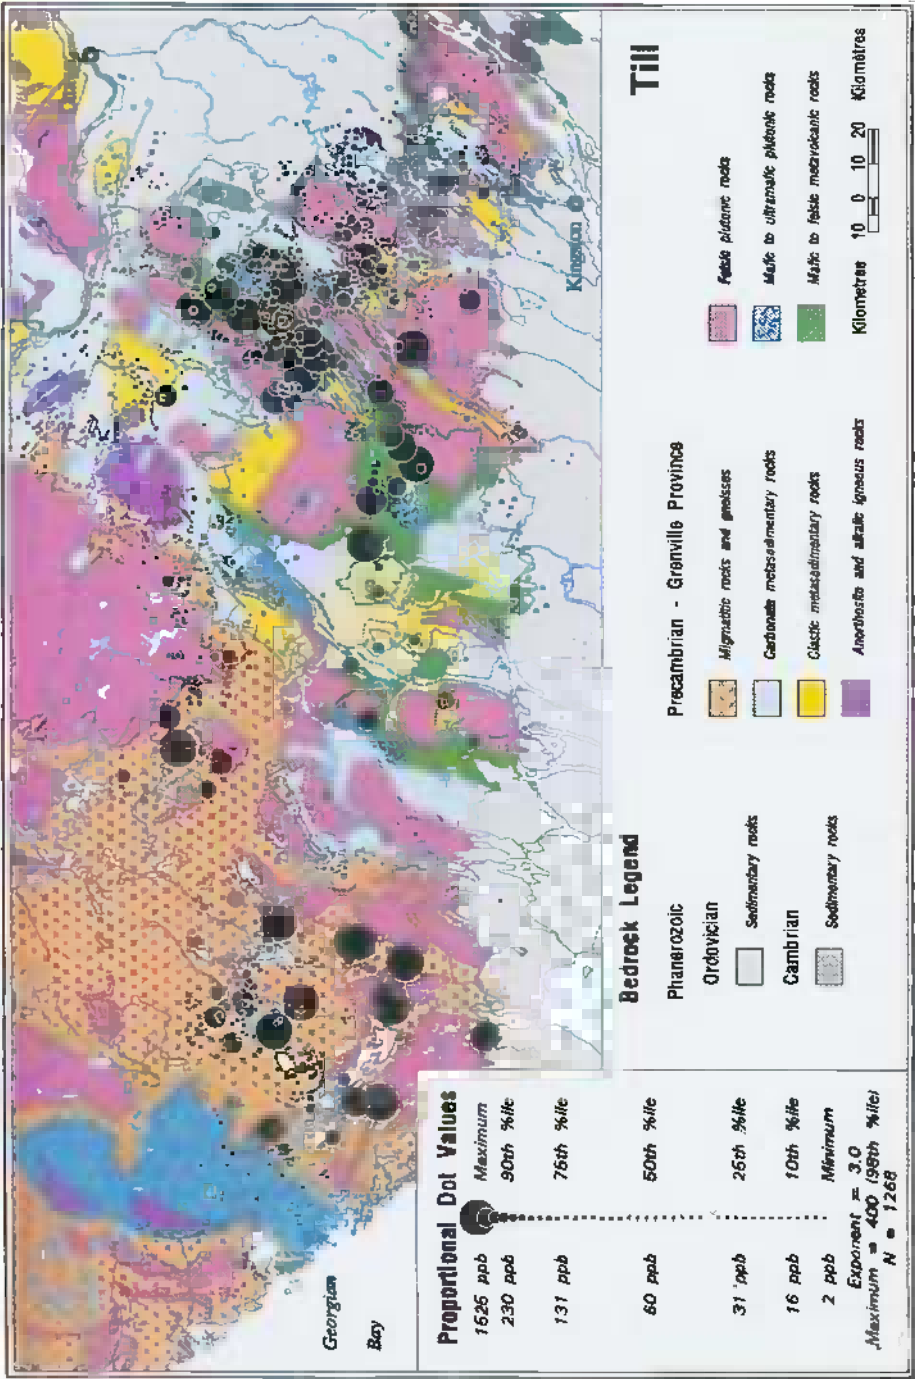 Georgian
Bay
Kingston
Till
Proportional Dot Values
1626 ppb Maximum
230 ppb 90th %ile
131 ppb 75th %ile
60 ppb 50th %ile
31 ppb 25th %ile
16 ppb 10th %ile
2 ppb Minimum
Exponent = 3.0
Maximum = 400 (98th %ile)
N = 1268
Bedrock Legend
Phanerozoic
Ordovician
Sedimentary rocks
Cambrian
Sedimentary rocks
Precambrian - Grenville Province
Migmatitic rocks and gneisses
Carbonate metasedimentary rocks
Clastic metasedimentary rocks
Anorthosite and alkalic igneous rocks
Felsic plutonic rocks
Mafic to ultramafic plutonic rocks
Mafic to felsic metavolcanic rocks
Kilometres 10 0 10 20 Kilomètres